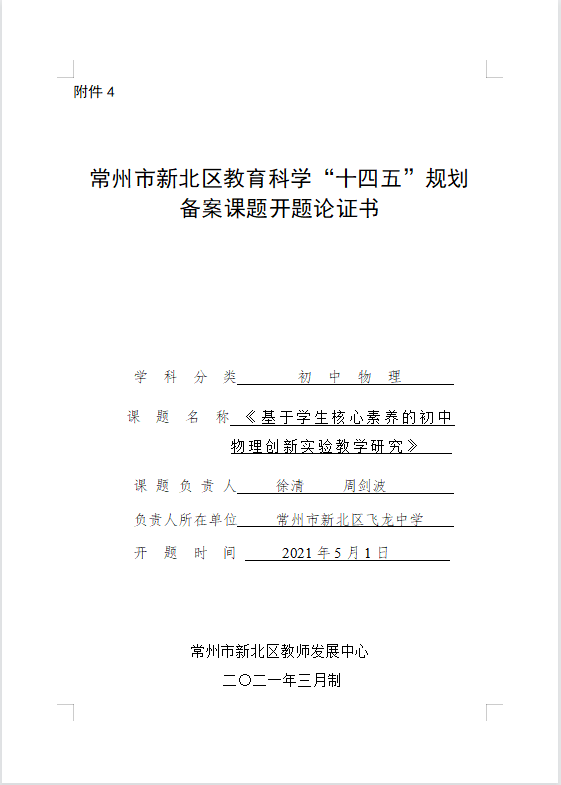 附件 4
常州市新北区教育科学“十四五”规划
备案课题开题论证书
学 科 分 类 初 中 物 理
课 题 名 称 《基于学生核心素养的初中
物理创新实验教学研究》
课 题 负 责 人 徐清 周剑波
负责人所在单位 常州市新北区飞龙中学
开 题 时 间 2021 年 5 月 1 日
常州市新北区教师发展中心
二〇二一年三月制